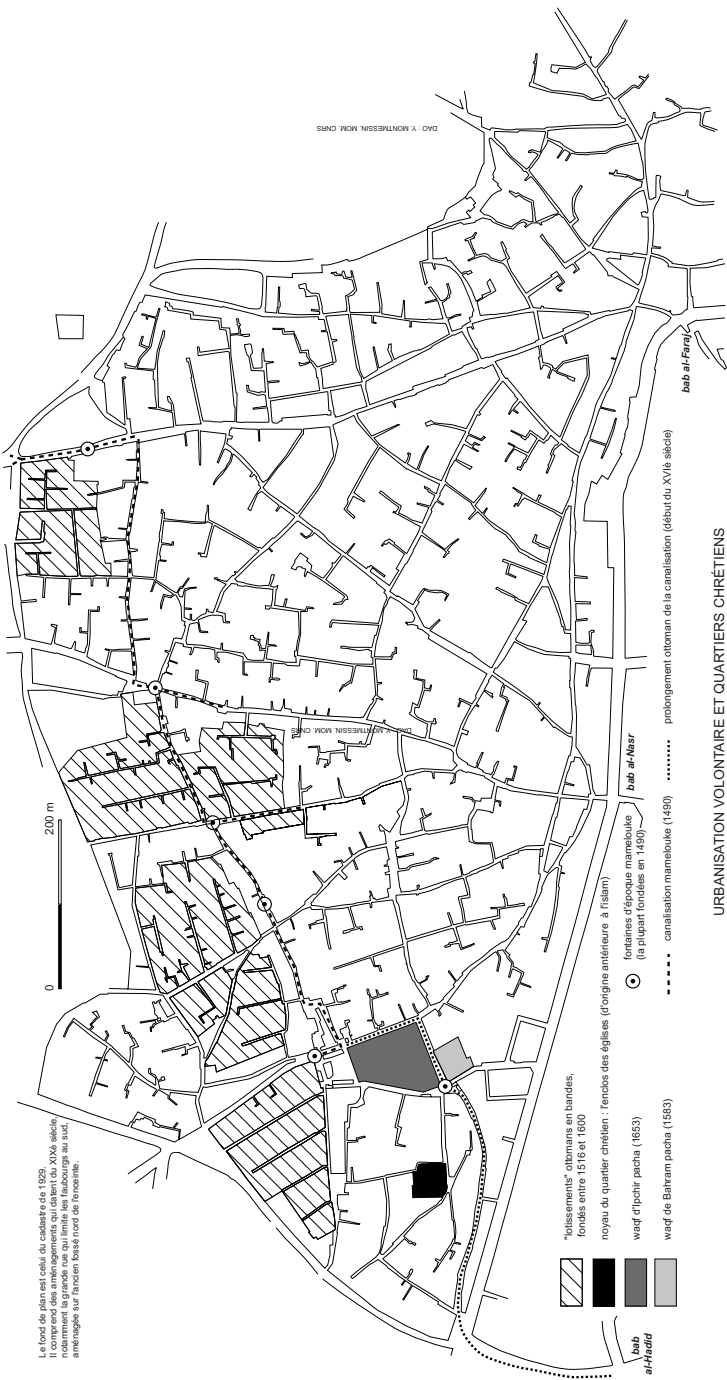 Le fond de plan est celui du cadastre de 1929.
Il comprend des aménagements qui datent du XIXè siècle,
notamment la grande rue qui limite les faubourgs au sud,
aménagée sur l'ancien fossé nord de l'enceinte.
0 200 m
DAO : Y. MONTMESSIN, MOM, CNRS
DAO : Y. MONTMESSIN, MOM, CNRS
bab
al-Hadid
bab al-Nasr
bab al-Faraj
"lotissements" ottomans en bandes,
fondés entre 1516 et 1600
noyau du quartier chrétien : l'enclos des églises (d'origine antérieure à l'islam)
waqf d'Ipchir pacha (1653)
waqf de Bahram pacha (1583)
fontaines d'époque mamelouke
(la plupart fondées en 1490)
canalisation mamelouke (1490)
prolongement ottoman de la canalisation (début du XVIè siècle)
URBANISATION VOLONTAIRE ET QUARTIERS CHRÉTIENS